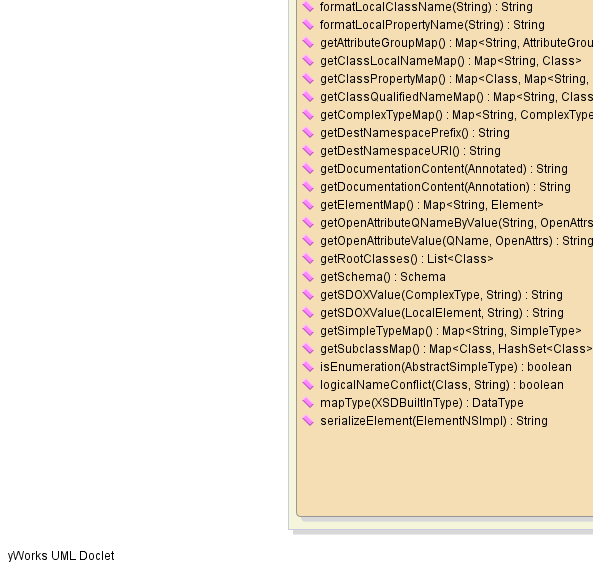 formatLocalClassName(String) : String
formatLocalPropertyName(String) : String
getAttributeGroupMap() : Map<String, AttributeGrou
getClassLocalNameMap() : Map<String, Class>
getClassPropertyMap() : Map<Class, Map<String,
getClassQualifiedNameMap() : Map<String, Class
getComplexTypeMap() : Map<String, ComplexType
getDestNamespacePrefix() : String
getDestNamespaceURI() : String
getDocumentationContent(Annotated) : String
getDocumentationContent(Annotation) : String
getElementMap() : Map<String, Element>
getOpenAttributeQNameByValue(String, OpenAttrs
getOpenAttributeValue(QName, OpenAttrs) : String
getRootClasses() : List<Class>
getSchema() : Schema
getSDOXValue(ComplexType, String) : String
getSDOXValue(LocalElement, String) : String
getSimpleTypeMap() : Map<String, SimpleType>
getSubclassMap() : Map<Class, HashSet<Class>
isEnumeration(AbstractSimpleType) : boolean
logicalNameConflict(Class, String) : boolean
mapType(XSDBuiltInType) : DataType
serializeElement(ElementNSImpl) : String
yWorks UML Doclet